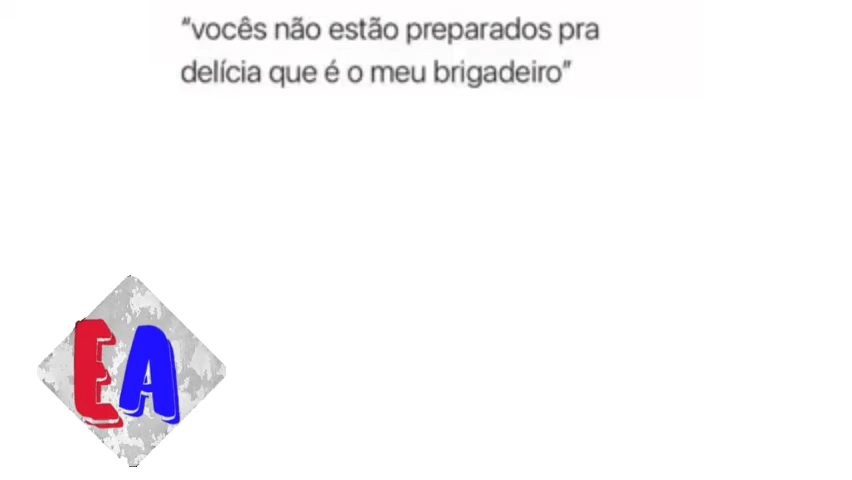 “vocês não estão preparados pra
delícia que é o meu brigadeiro”
EA